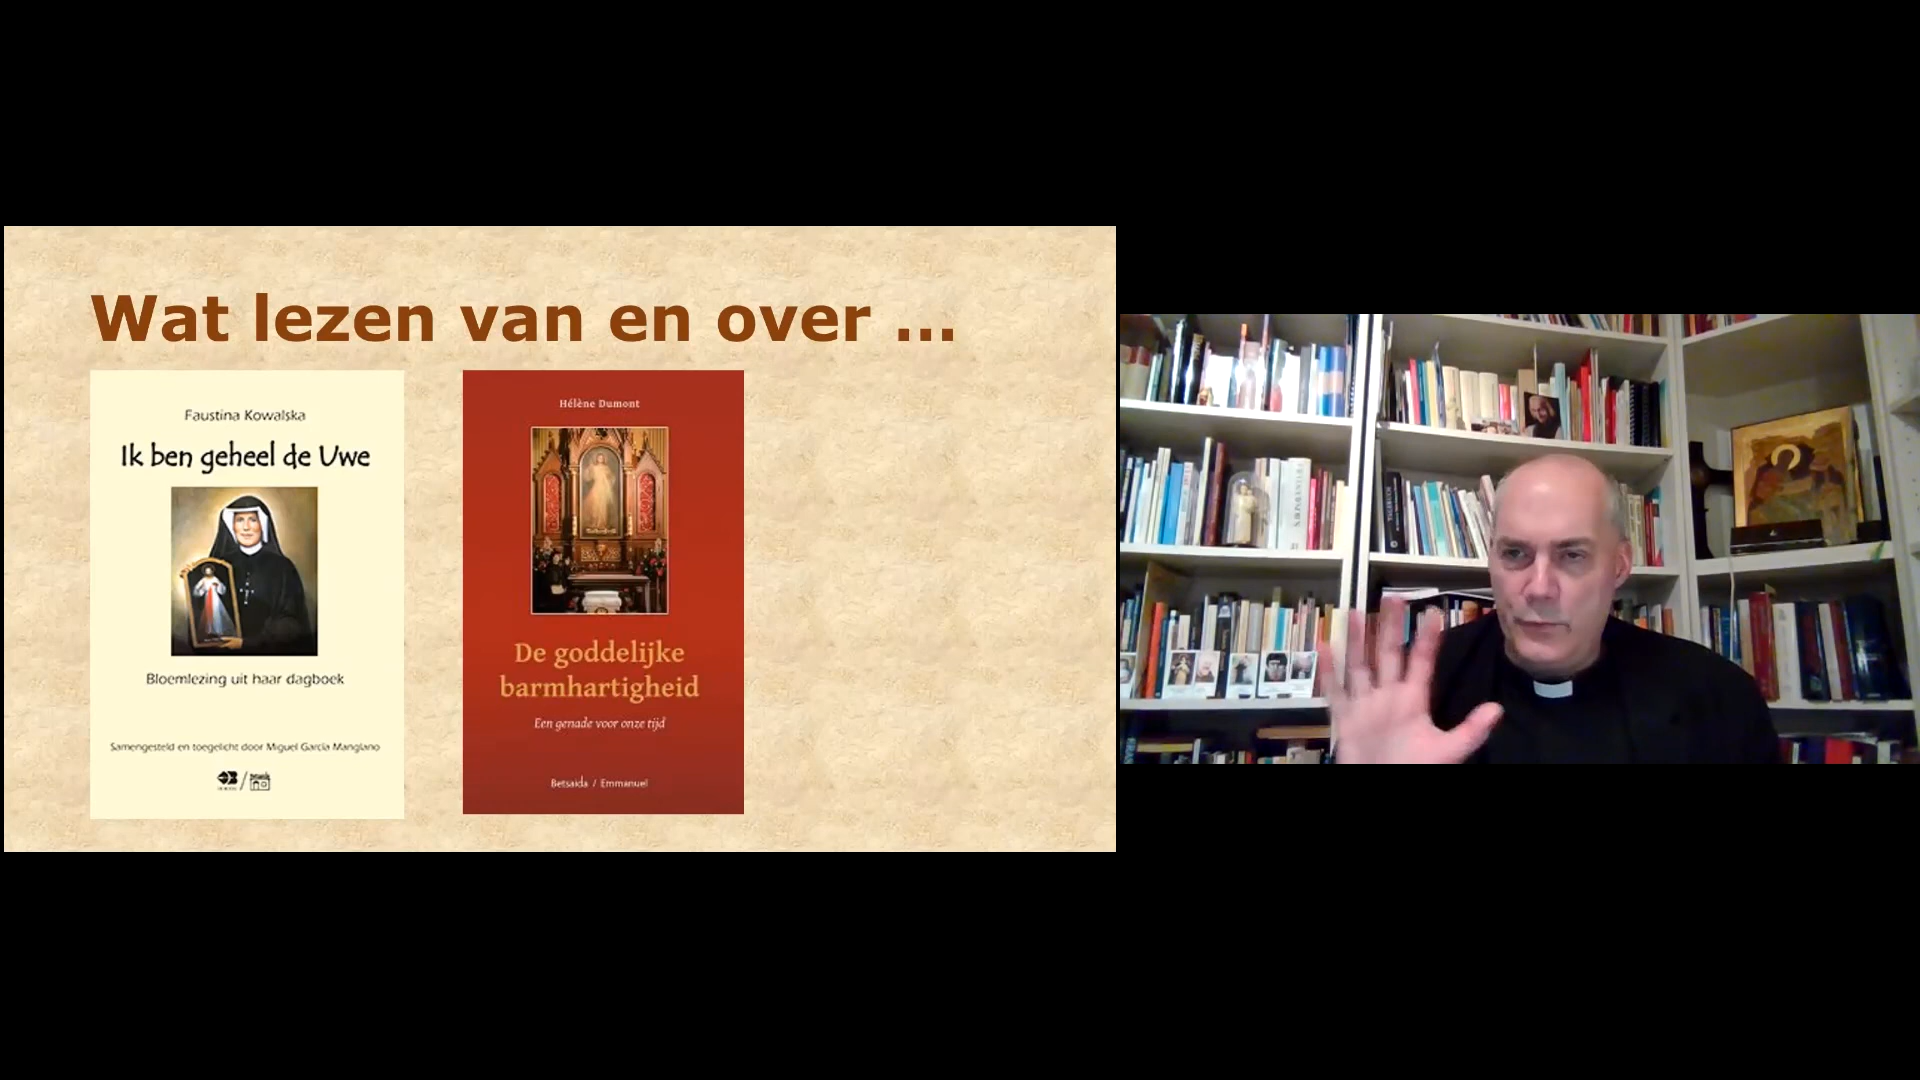 Wat lezen van en over ...
Faustina Kowalska
Ik ben geheel de Uwe
Bloemlezing uit haar dagboek
Samengesteld en toegelicht door Miguel García Manglano
Hélène Dumont
De goddelijke
barmhartigheid
Een genade voor onze tijd
Betsaida / Emmanuel